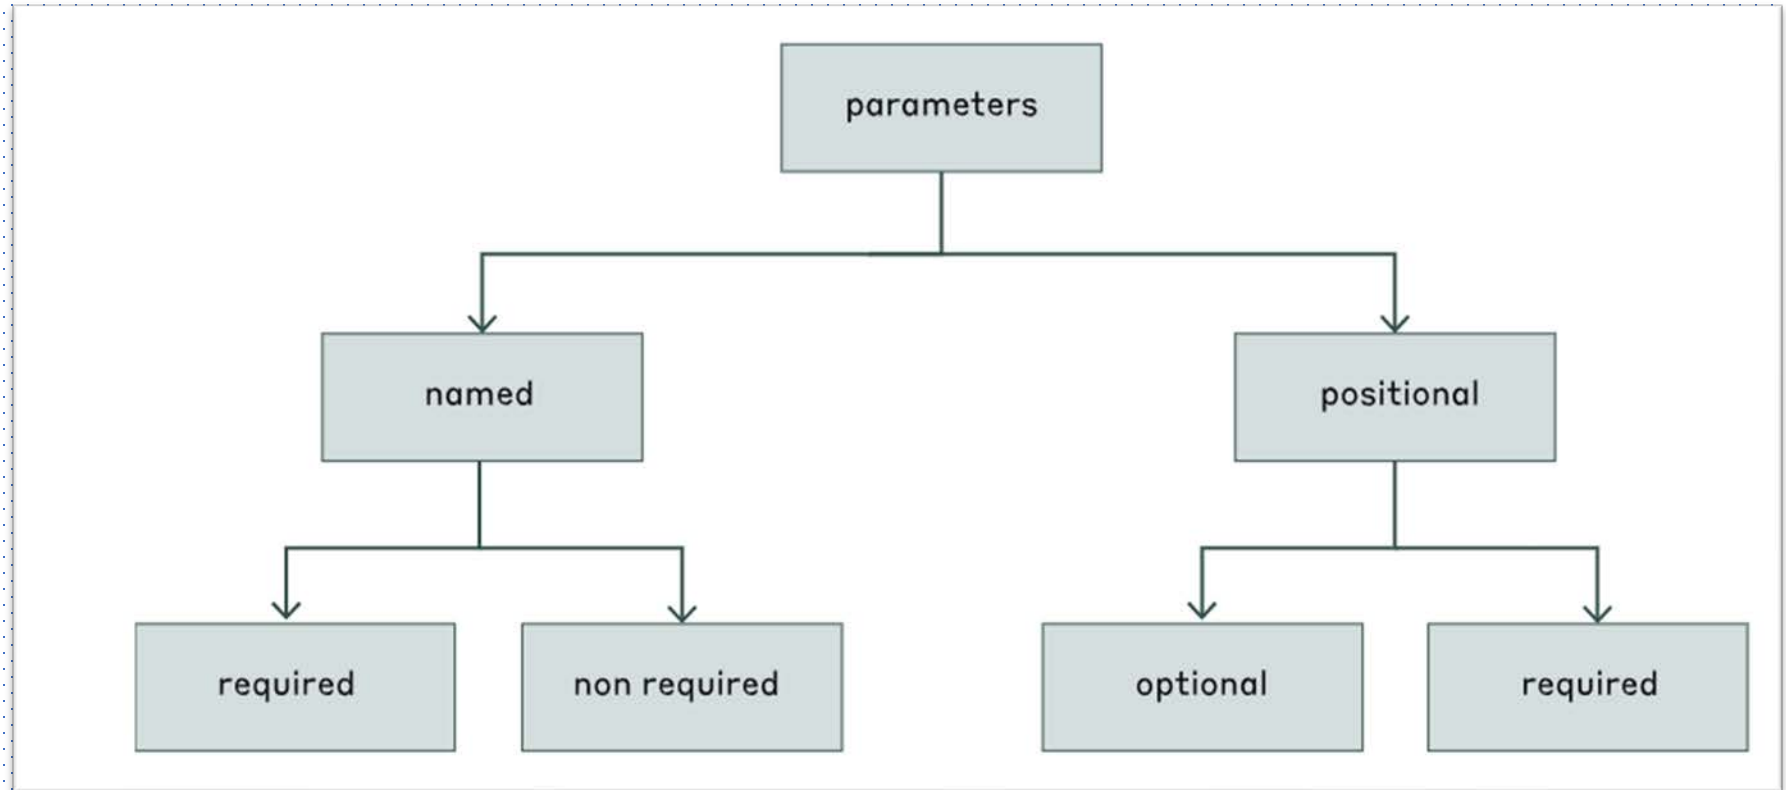 parameters
named
positional
required
non required
optional
required